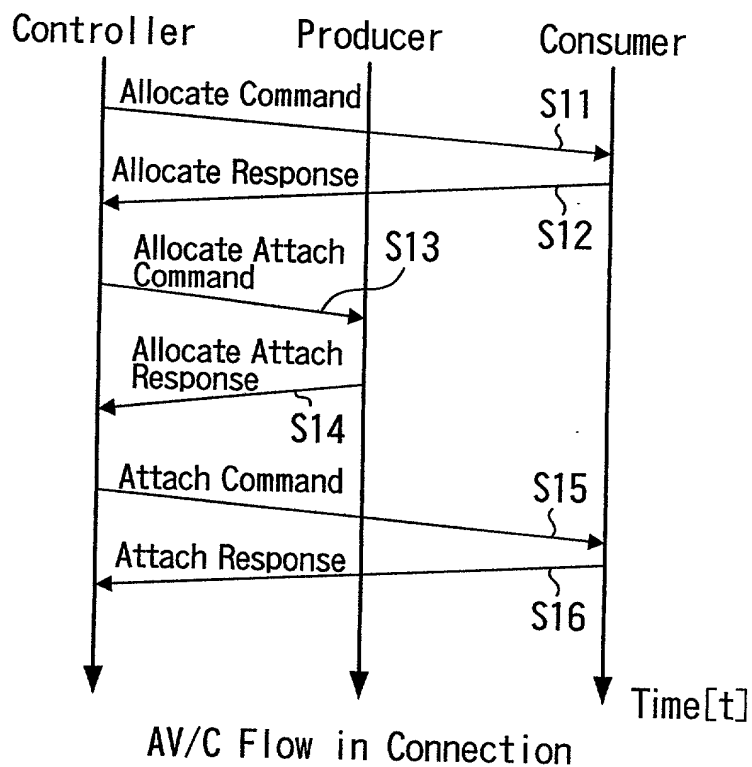 Controller Producer Consumer
Allocate Command
S11
Allocate Response
S12
Allocate Attach
Command
S13
Allocate Attach
Response
S14
Attach Command
S15
Attach Response
S16
Time[t]
AV/C Flow in Connection